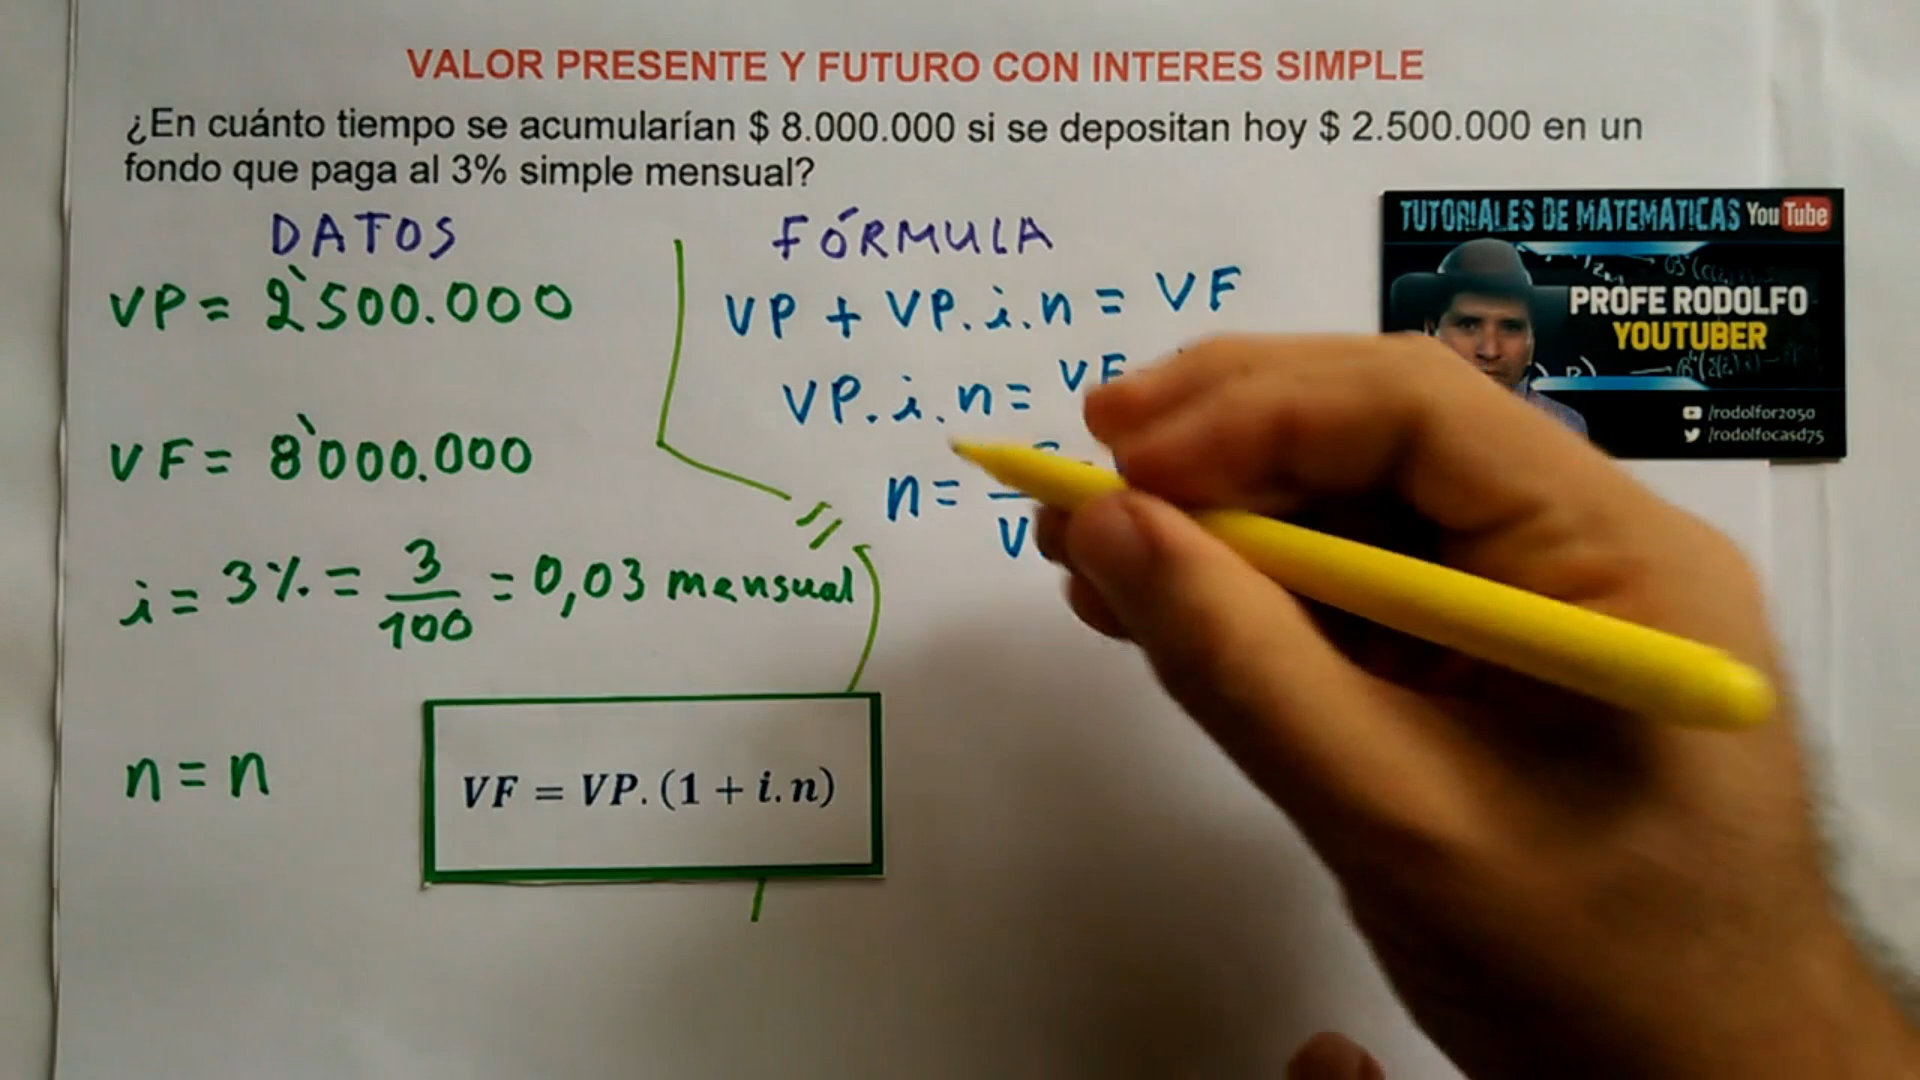 VALOR PRESENTE Y FUTURO CON INTERES SIMPLE
¿En cuánto tiempo se acumularían $ 8.000.000 si se depositan hoy $ 2.500.000 en un
fondo que paga al 3% simple mensual?
DATOS
VP = 2`500.000
VF = 8`000.000
i = 3% = 3/100 = 0,03 mensual
n = n
VF = VP. (1 + i. n)
FÓRMULA
VP + VP. i. n = VF
VP. i. n = VF
n =
V
TUTORIALES DE MATEMATICAS YouTube
PROFE RODOLFO
YOUTUBER
/rodolfor2050
/rodolfocasd75